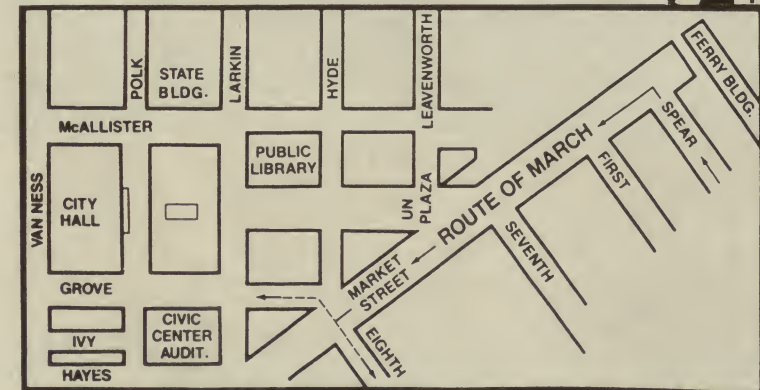 POLK
STATE
BLDG.
LARKIN
HYDE
LEAVENWORTH
FERRY BLDG.
McALLISTER
PUBLIC
LIBRARY
SPEAR
FIRST
ROUTE OF MARCH
VAN NESS
CITY
HALL
UN
PLAZA
SEVENTH
MARKET
STREET
GROVE
CIVIC
CENTER
AUDIT.
EIGHTH
IVY
HAYES